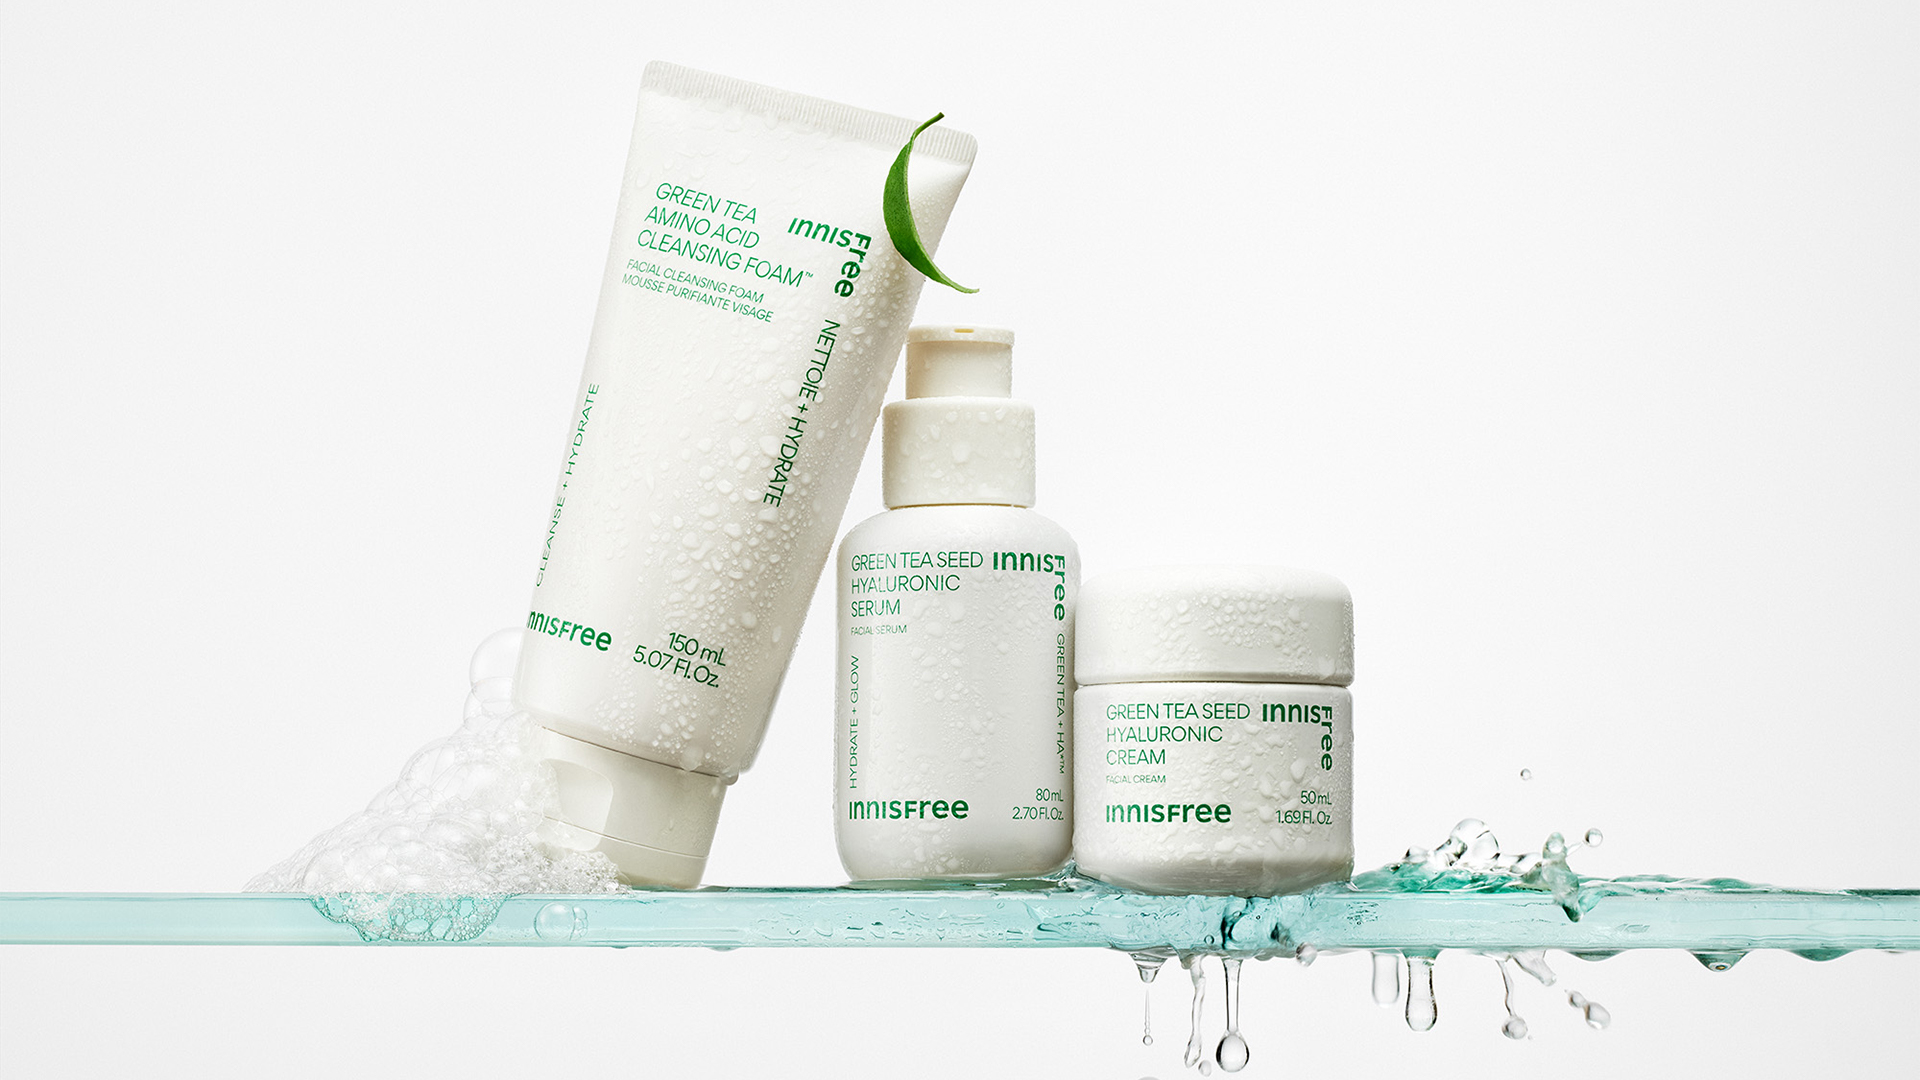 GREEN TEA
AMINO ACID
CLEANSING FOAM™
FACIAL CLEANSING FOAM
MOUSSE PURIFIANTE VISAGE
INNISFree
NETTOIE + HYDRATE
CLEANSE + HYDRATE
INNISFree
150 mL
5.07 Fl. Oz.
GREEN TEA SEED
HYALURONIC
SERUM
FACIAL SERUM
INNISFree
GREEN TEA + HA*™
HYDRATE + GLOW
INNISFree
80 mL
2.70 Fl. Oz.
GREEN TEA SEED
HYALURONIC
CREAM
FACIAL CREAM
INNISFree
INNISFree
50 mL
1.69 Fl. Oz.